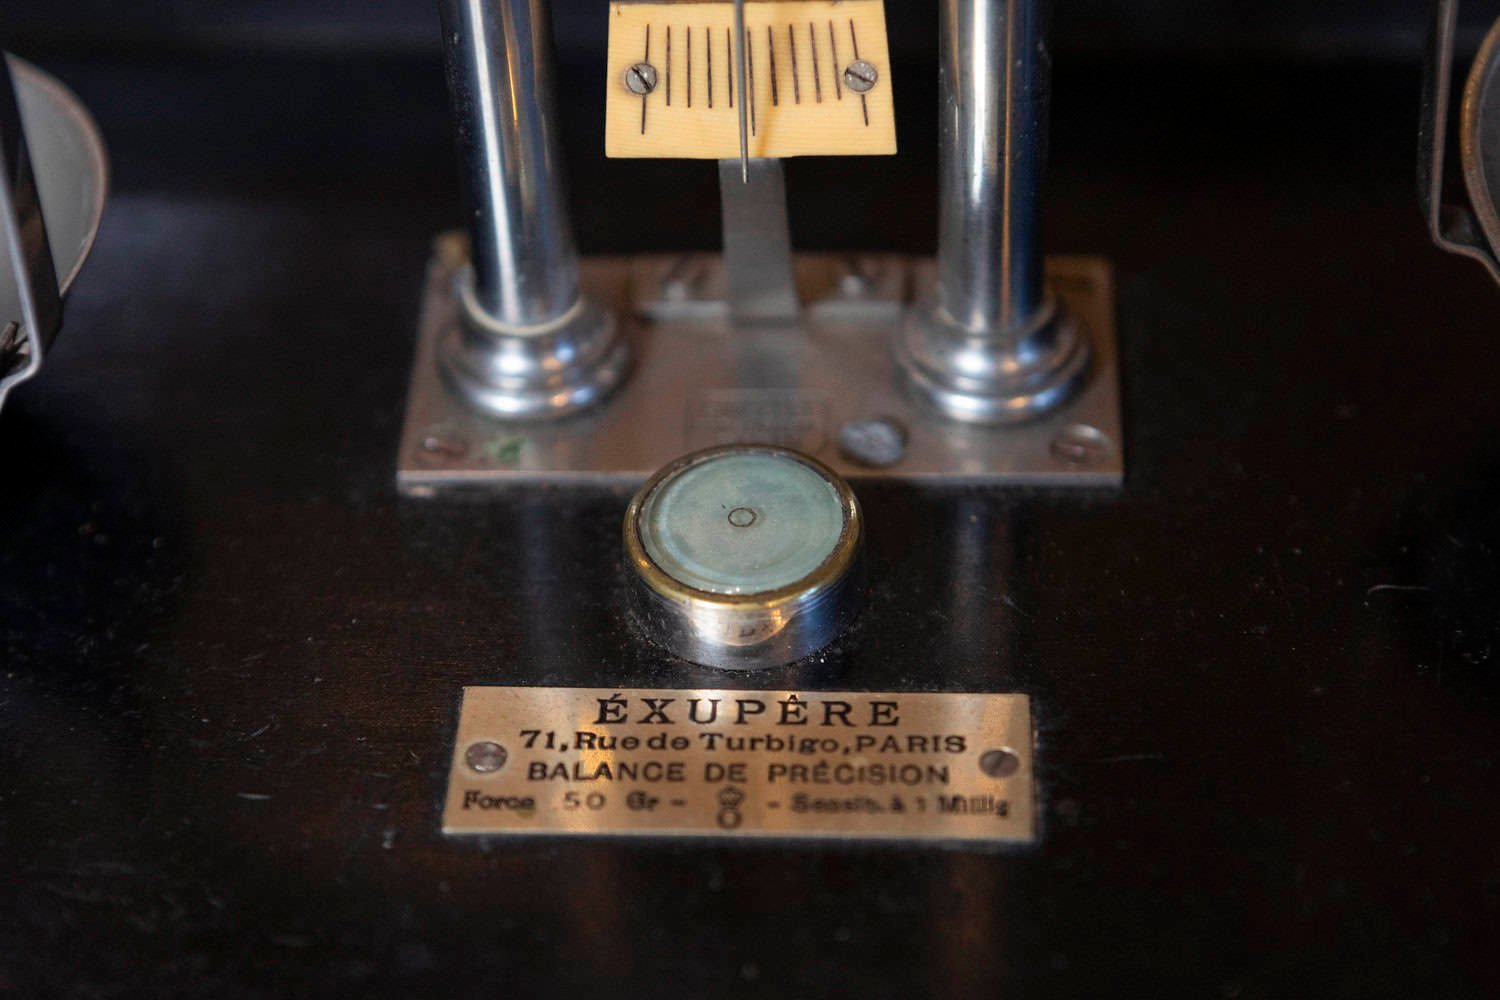 ÉXUPÊRE
71, Rue de Turbigo, PARIS
BALANCE DE PRÉCISION
Force 50 Gr - - Sensib. à 1 Millig